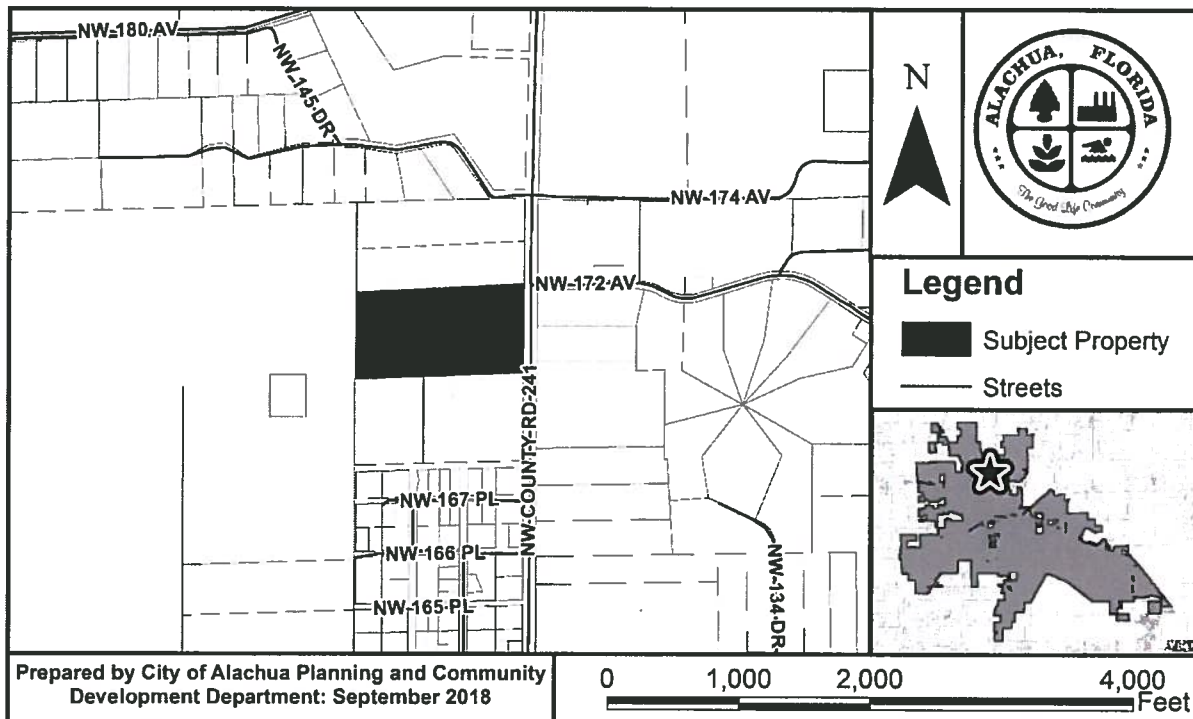 NW 180 AV
NW 145 DR
NW 174 AV
NW 172 AV
NW COUNTY RD 241
NW 167 PL
NW 166 PL
NW 165 PL
NW 134 DR
N
ALACHUA, FLORIDA
The Good Life Community
Legend
Subject Property
Streets
Prepared by City of Alachua Planning and Community
Development Department: September 2018
0 1,000 2,000 4,000
Feet